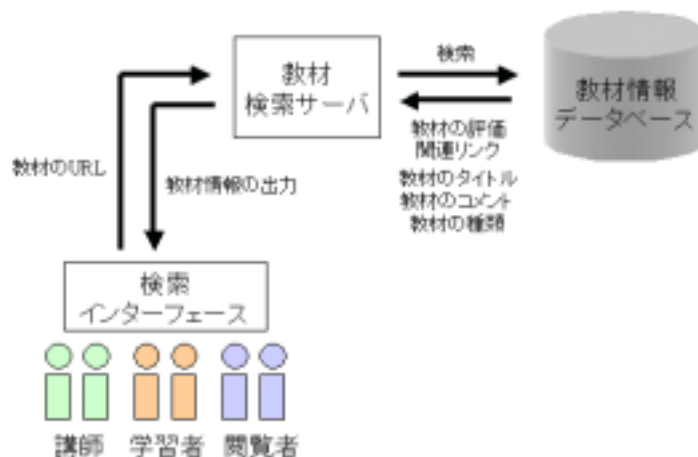 教材
検索サーバ
検索
教材情報
データベース
教材の評価
関連リンク
教材のタイトル
教材のコメント
教材の種類
教材のURL
教材情報の出力
検索
インターフェース
講師
学習者
閲覧者